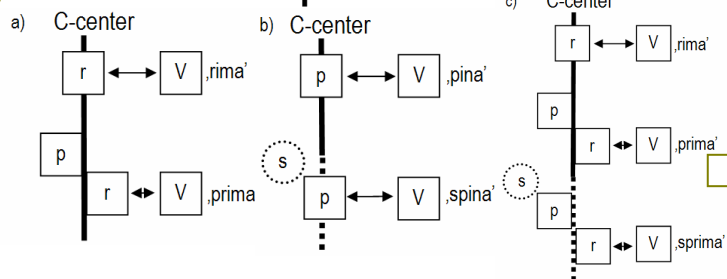 a) C-center
r V ‚rima’
p
r V ‚prima
b) C-center
p V ‚pina’
s
p V ‚spina’
c) C-center
r V ‚rima’
p
r V ‚prima’
s
p
r V ‚sprima’